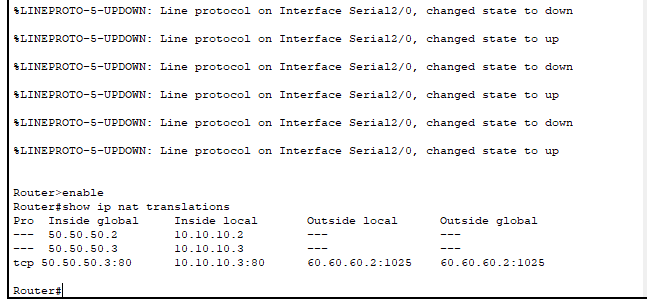 %LINEPROTO-5-UPDOWN: Line protocol on Interface Serial2/0, changed state to down
%LINEPROTO-5-UPDOWN: Line protocol on Interface Serial2/0, changed state to up
%LINEPROTO-5-UPDOWN: Line protocol on Interface Serial2/0, changed state to down
%LINEPROTO-5-UPDOWN: Line protocol on Interface Serial2/0, changed state to up
%LINEPROTO-5-UPDOWN: Line protocol on Interface Serial2/0, changed state to down
%LINEPROTO-5-UPDOWN: Line protocol on Interface Serial2/0, changed state to up
Router>enable
Router#show ip nat translations
Pro  Inside global     Inside local       Outside local      Outside global
---  50.50.50.2        10.10.10.2         ---                ---
---  50.50.50.3        10.10.10.3         ---                ---
tcp 50.50.50.3:80      10.10.10.3:80      60.60.60.2:1025    60.60.60.2:1025
Router#